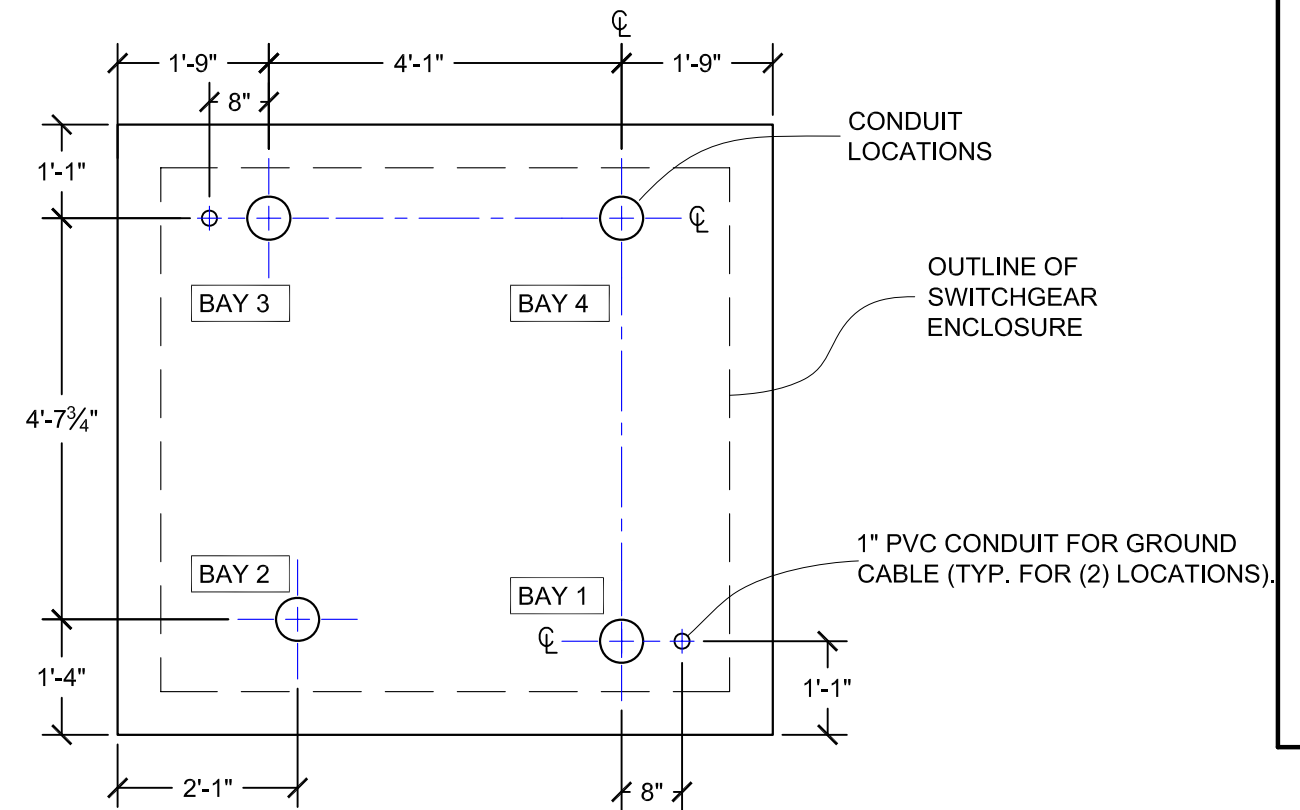 ℄
1'-9" 4'-1" 1'-9"
8"
CONDUIT
LOCATIONS
1'-1"
℄
OUTLINE OF
SWITCHGEAR
ENCLOSURE
BAY 3 BAY 4
4'-7¾"
1" PVC CONDUIT FOR GROUND
CABLE (TYP. FOR (2) LOCATIONS).
BAY 2 BAY 1
℄
1'-4" 1'-1"
2'-1" 8"